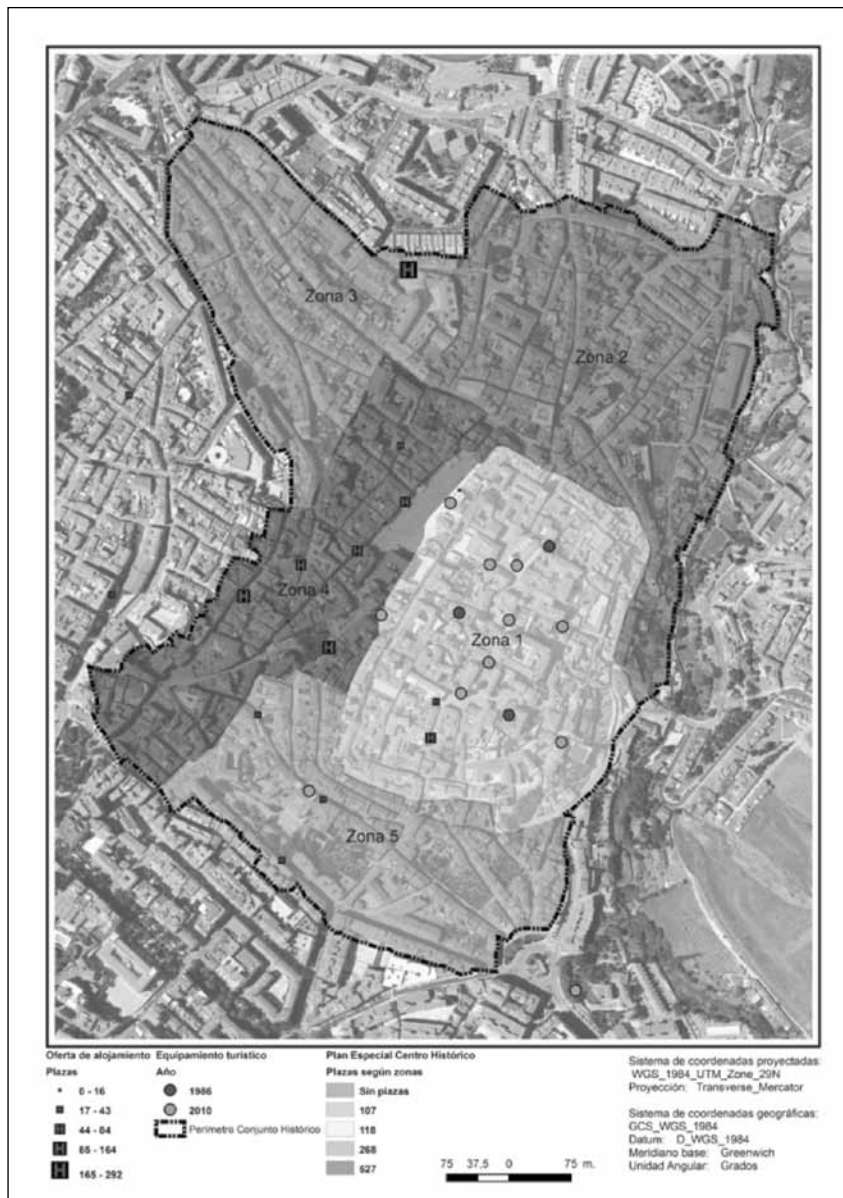 Zona 3
Zona 2
Zona 4
Zona 1
Zona 5
H
H
H
H
H
H
H
H
Oferta de alojamiento
Plazas
0 - 16
17 - 43
44 - 84
85 - 164
165 - 292
Equipamiento turístico
Año
1986
2010
Perímetro Conjunto Histórico
Plan Especial Centro Histórico
Plazas según zonas
Sin plazas
107
118
268
527
75 37,5 0 75 m.
Sistema de coordenadas proyectadas:
WGS_1984_UTM_Zone_29N
Proyección: Transverse_Mercator
Sistema de coordenadas geográficas:
GCS_WGS_1984
Datum: D_WGS_1984
Meridiano base: Greenwich
Unidad Angular: Grados